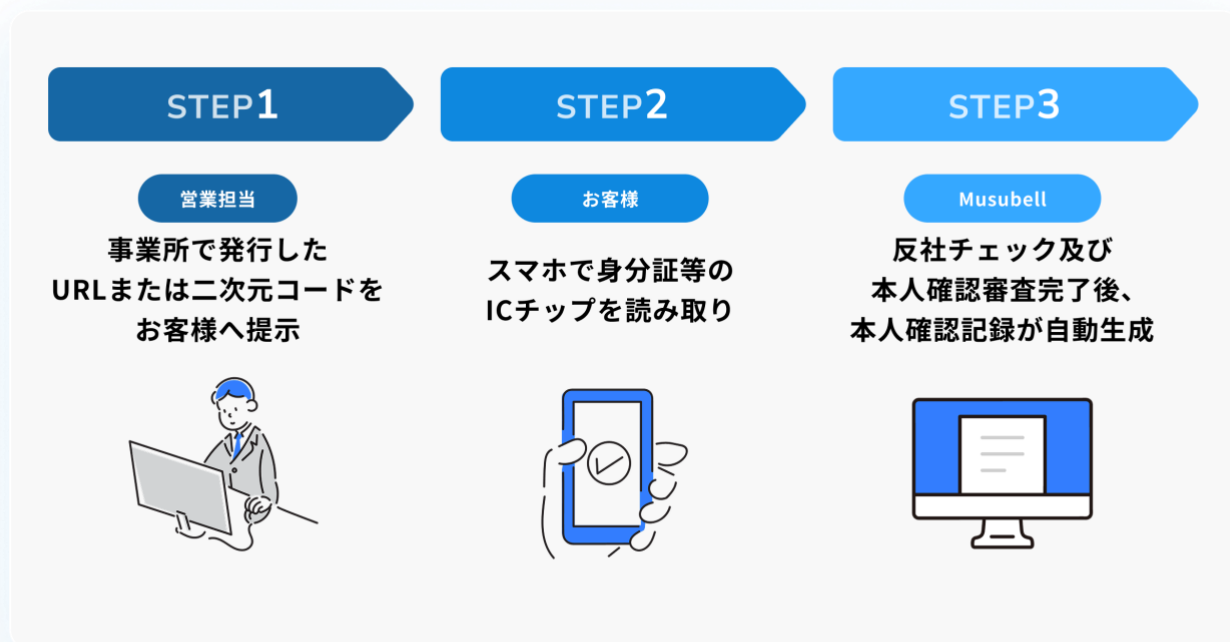 STEP1
営業担当
事業所で発行した
URLまたは二次元コードを
お客様へ提示
STEP2
お客様
スマホで身分証等の
ICチップを読み取り
STEP3
Musubell
反社チェック及び
本人確認審査完了後、
本人確認記録が自動生成